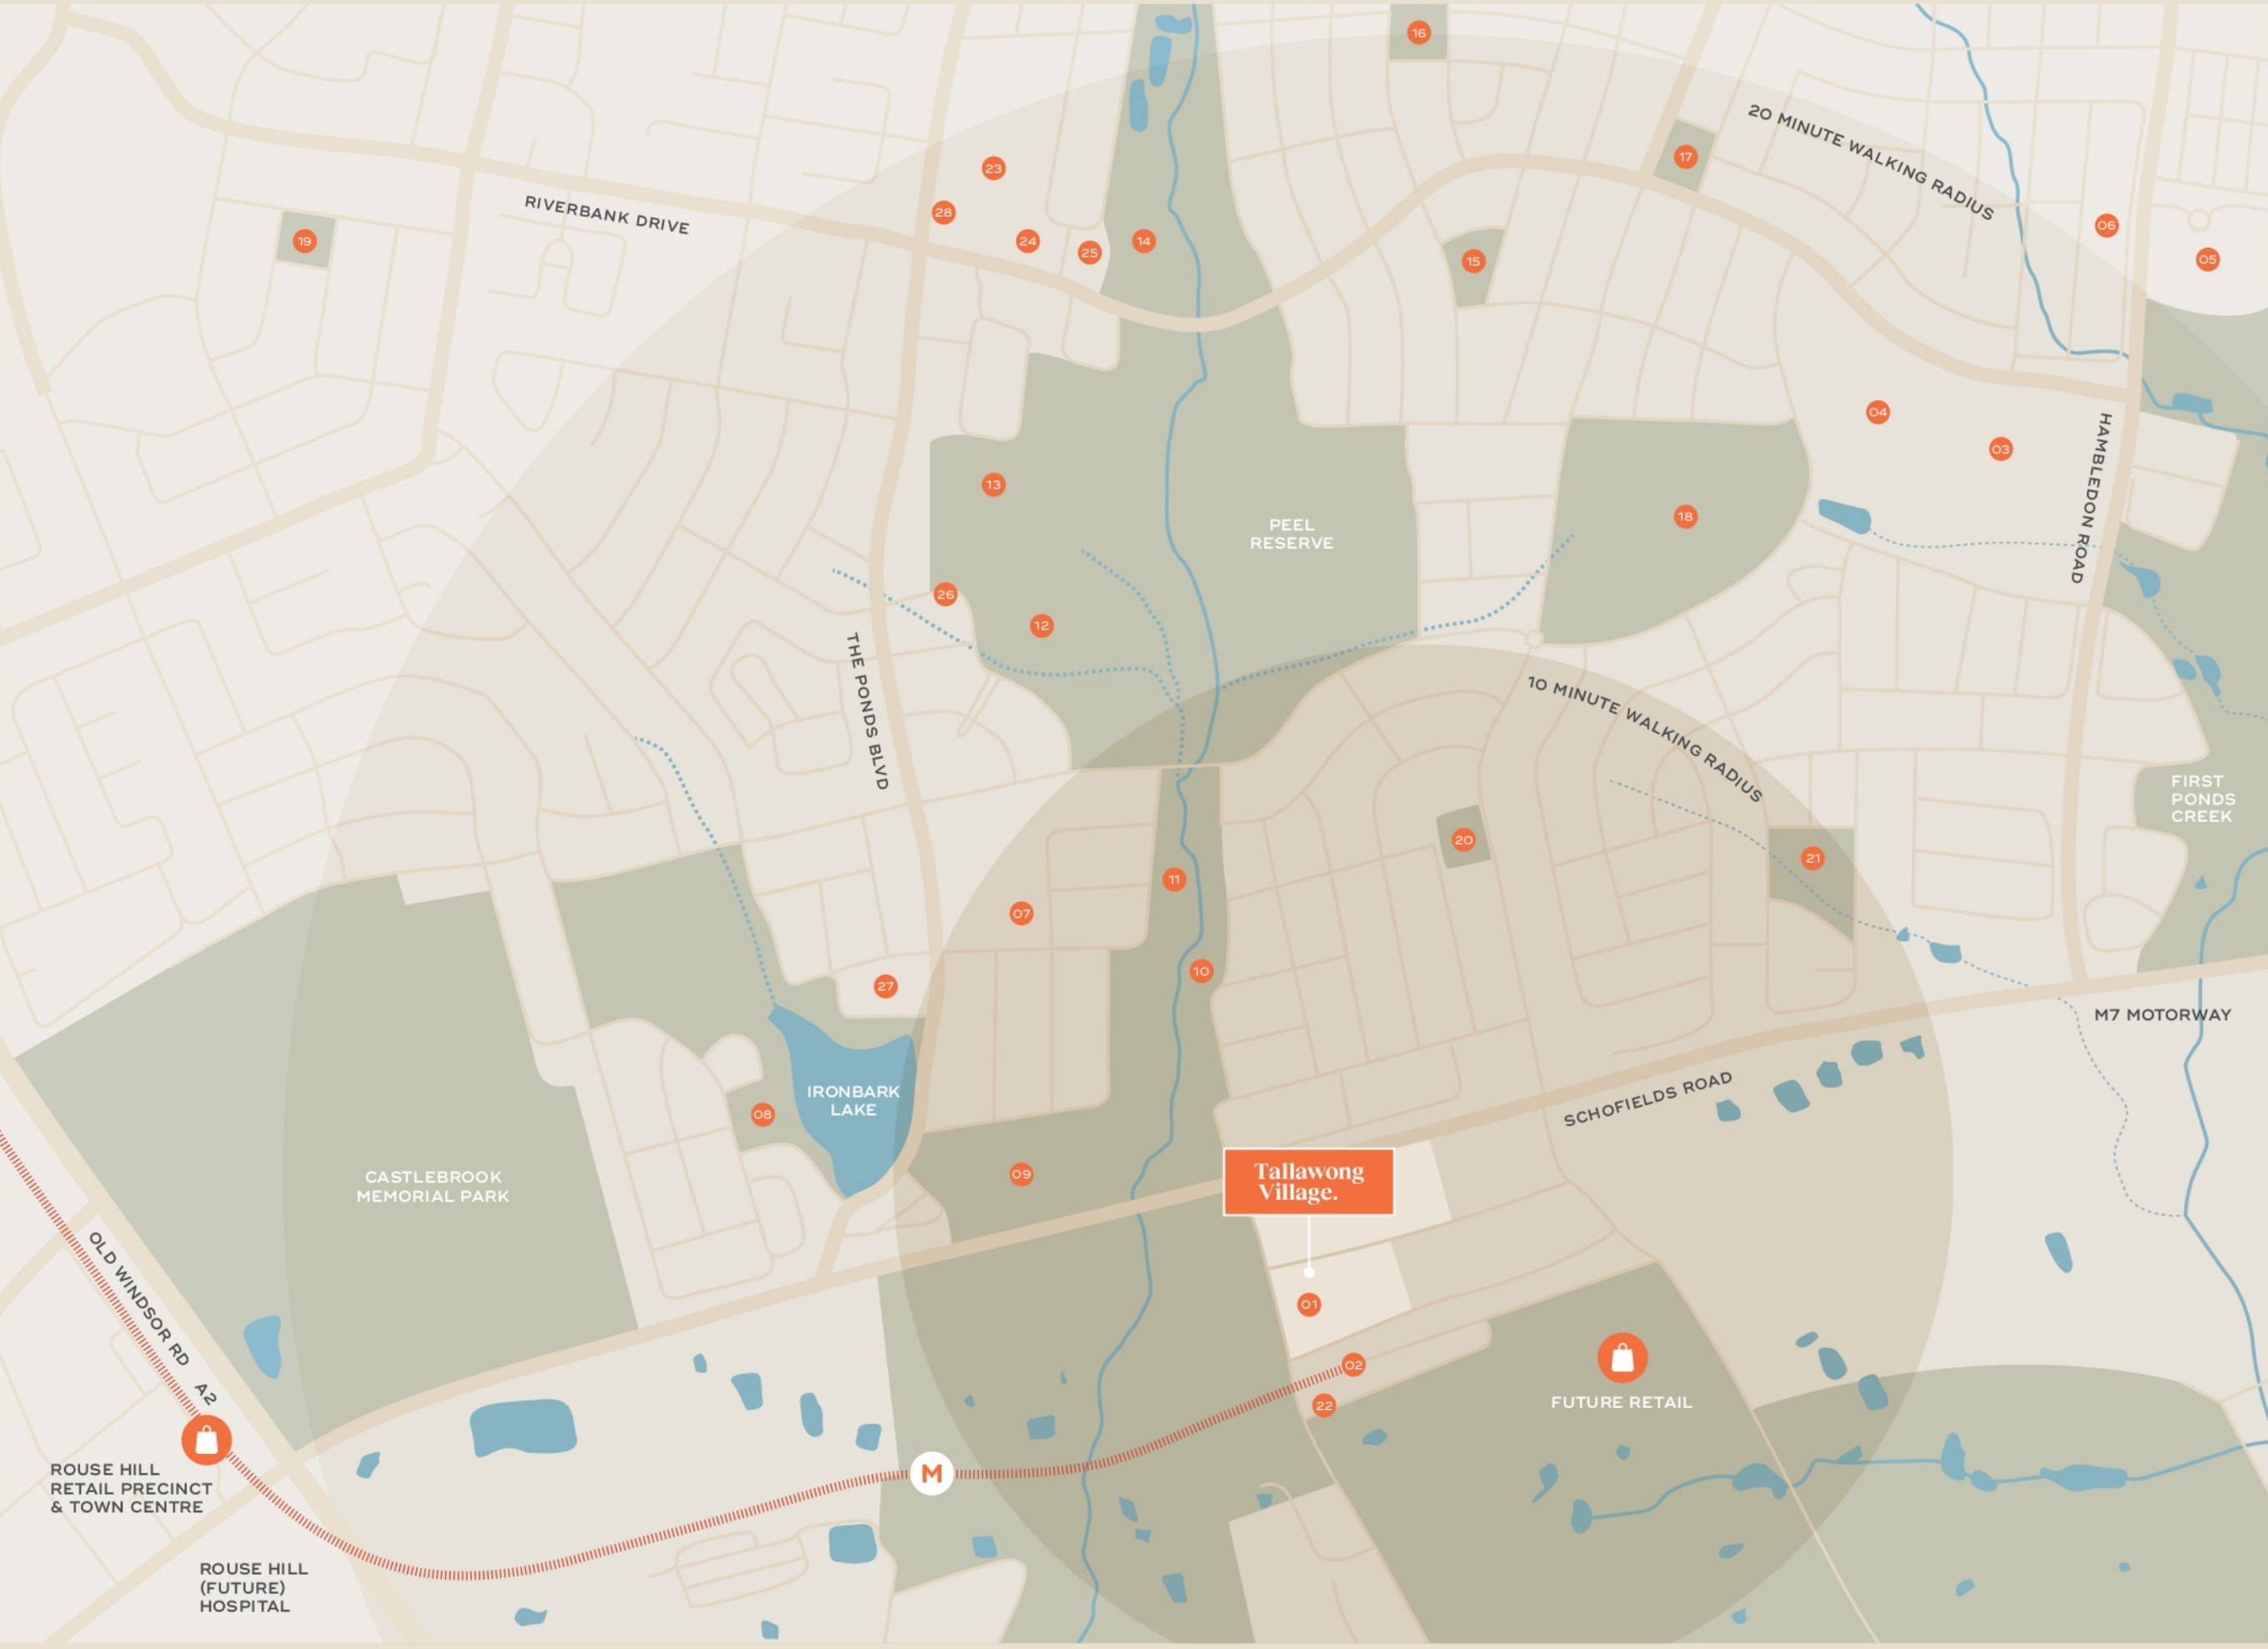 16
20 MINUTE WALKING RADIUS
17
23
RIVERBANK DRIVE
28
06
19
24
25
14
15
05
04
HAMBLEDON ROAD
03
13
18
PEEL
RESERVE
26
12
THE PONDS BLVD
10 MINUTE WALKING RADIUS
FIRST
PONDS
CREEK
20
21
11
07
10
27
M7 MOTORWAY
IRONBARK
LAKE
08
SCHOFIELDS ROAD
CASTLEBROOK
MEMORIAL PARK
09
Tallawong
Village.
OLD WINDSOR RD A2
01
02
22
FUTURE RETAIL
M
ROUSE HILL
RETAIL PRECINCT
& TOWN CENTRE
ROUSE HILL
(FUTURE)
HOSPITAL